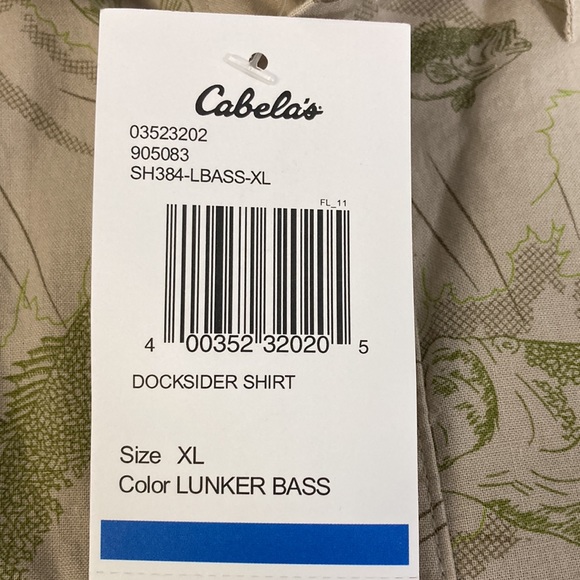 Cabela's
03523202
905083
SH384-LBASS-XL
FL_11
4 00352 32020 5
DOCKSIDER SHIRT
Size XL
Color LUNKER BASS